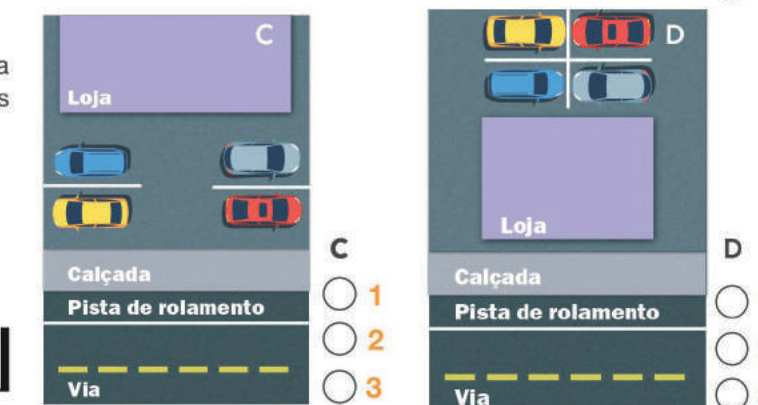 a
s
C
Loja
Calçada
Pista de rolamento
Via
C
1
2
3
D
Loja
Calçada
Pista de rolamento
Via
D